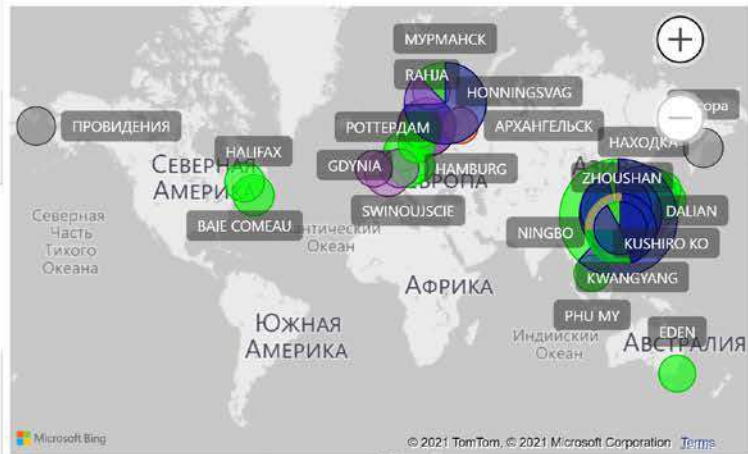 МУРМАНСК
RAHJA
HONNINGSVAG
ПРОВИДЕНИЯ
РОТТЕРДАМ
АРХАНГЕЛЬСК
НАХОДКА
HALIFAX
СЕВЕРНАЯ
АМЕРИКА
GDYNIA
HAMBURG
ЕВРОПА
ZHOUSHAN
SWINOUJSCIE
DALIAN
BAIE COMEAU
Северная
Часть
Тихого
Океана
Океан
NINGBO
KUSHIRO KO
АФРИКА
KWANGYANG
PHU MY
ЮЖНАЯ
АМЕРИКА
Индийский
Океан
EDEN
АВСТРАЛИЯ
Microsoft Bing
© 2021 TomTom, © 2021 Microsoft Corporation Terms